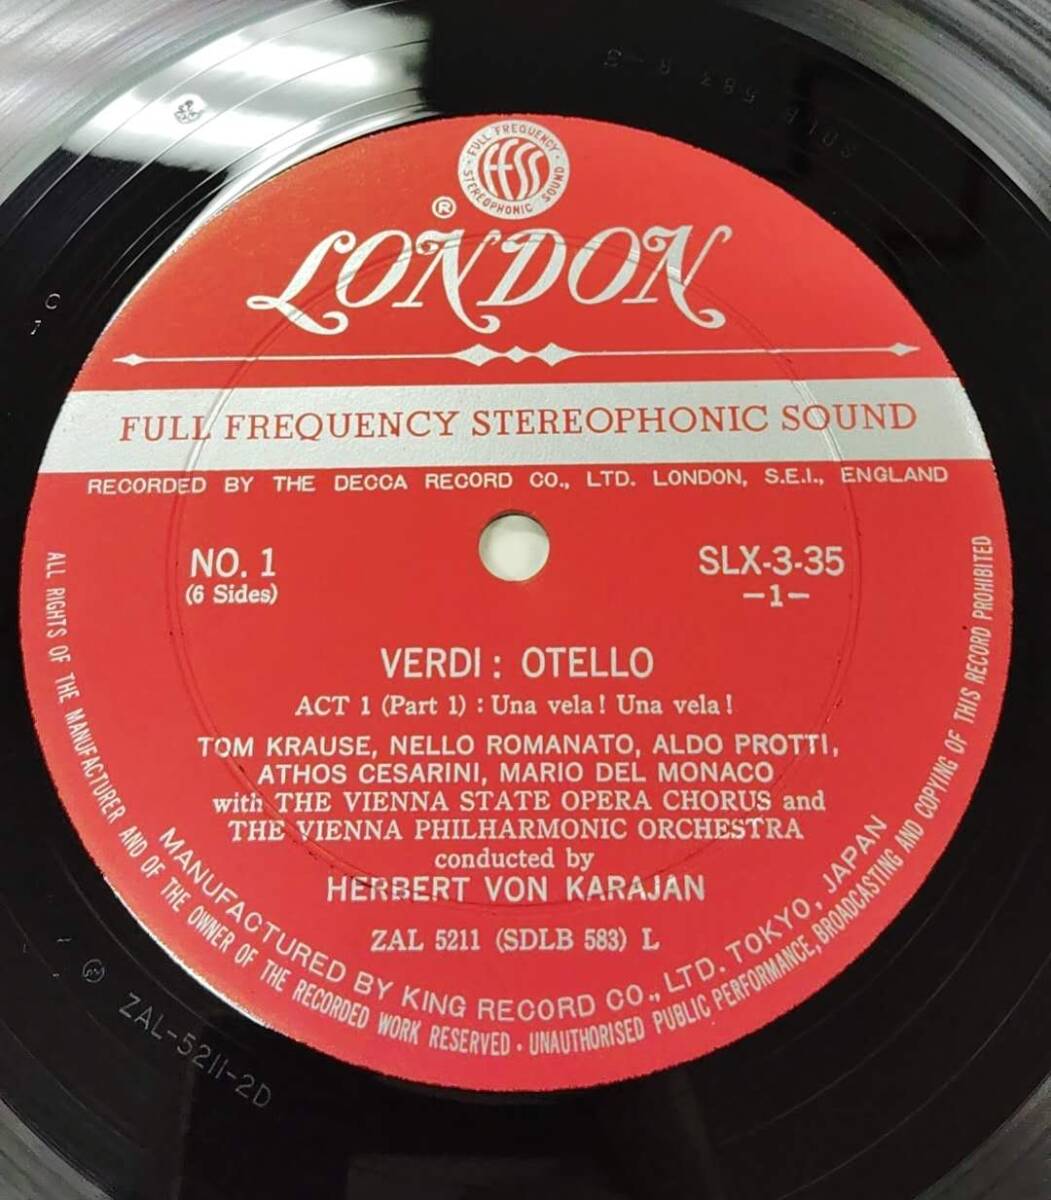 FULL FREQUENCY
FFSS
STEREOPHONIC SOUND
® LONDON
FULL FREQUENCY STEREOPHONIC SOUND
RECORDED BY THE DECCA RECORD CO., LTD. LONDON, S.E.I., ENGLAND
NO. 1
(6 Sides)
SLX-3-35
–1–
VERDI : OTELLO
ACT 1 (Part 1) : Una vela! Una vela!
TOM KRAUSE, NELLO ROMANATO, ALDO PROTTI,
ATHOS CESARINI, MARIO DEL MONACO
with THE VIENNA STATE OPERA CHORUS and
THE VIENNA PHILHARMONIC ORCHESTRA
conducted by
HERBERT VON KARAJAN
ZAL 5211 (SDLB 583) L
MANUFACTURED BY KING RECORD CO., LTD. TOKYO, JAPAN
ALL RIGHTS OF THE MANUFACTURER AND OF THE OWNER OF THE RECORDED WORK RESERVED · UNAUTHORISED PUBLIC PERFORMANCE, BROADCASTING AND COPYING OF THIS RECORD PROHIBITED
ZAL-5211-2D